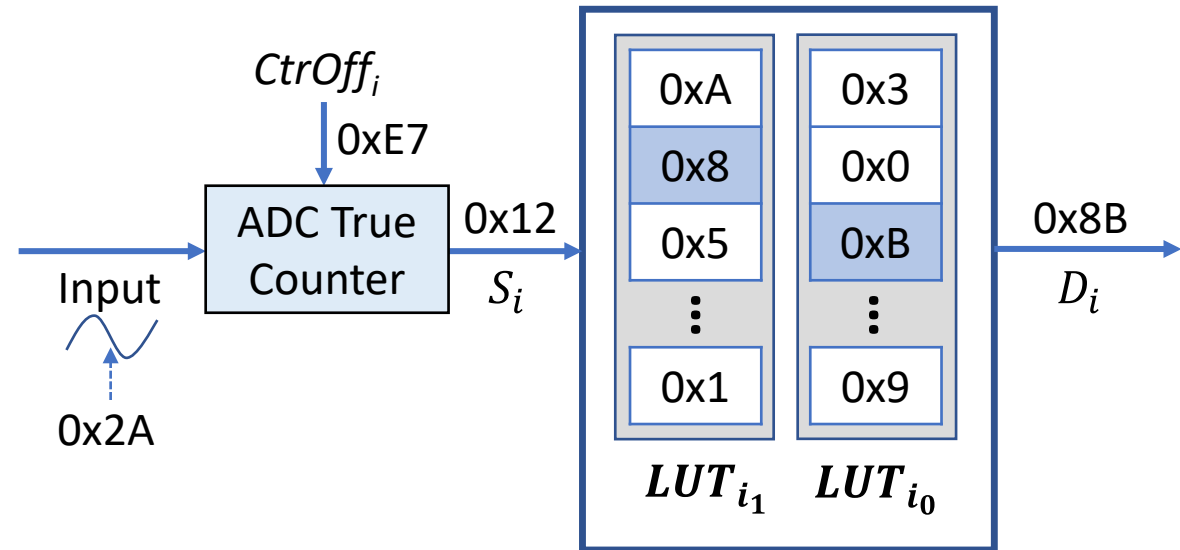 CtrOffᵢ
0xE7
ADC True
Counter
Input
0x2A
0x12
Sᵢ
0xA
0x8
0x5
⋮
0x1
LUTᵢ₁
0x3
0x0
0xB
⋮
0x9
LUTᵢ₀
0x8B
Dᵢ